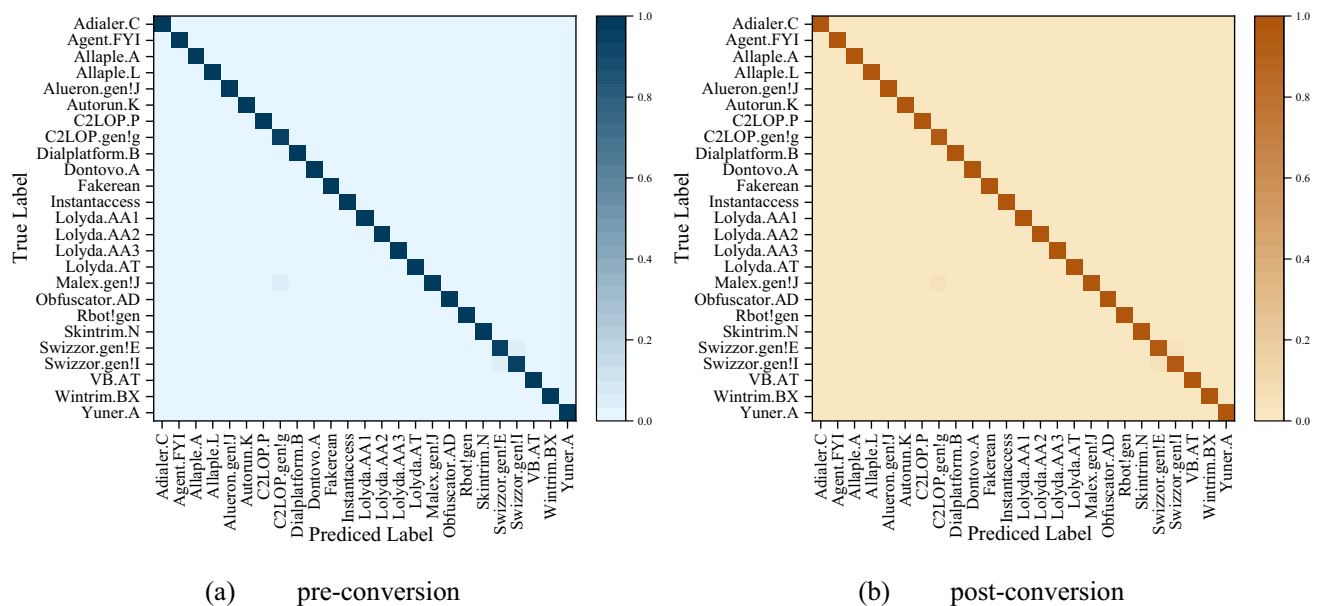 Adialer.C
Agent.FYI
Allaple.A
Allaple.L
Alueron.gen!J
Autorun.K
C2LOP.P
C2LOP.gen!g
Dialplatform.B
Dontovo.A
Fakerean
Instantaccess
Lolyda.AA1
Lolyda.AA2
Lolyda.AA3
Lolyda.AT
Malex.gen!J
Obfuscator.AD
Rbot!gen
Skintrim.N
Swizzor.gen!E
Swizzor.gen!I
VB.AT
Wintrim.BX
Yuner.A
True Label
Adialer.C
Agent.FYI
Allaple.A
Allaple.L
Alueron.gen!J
Autorun.K
C2LOP.P
C2LOP.gen!g
Dialplatform.B
Dontovo.A
Fakerean
Instantaccess
Lolyda.AA1
Lolyda.AA2
Lolyda.AA3
Lolyda.AT
Malex.gen!J
Obfuscator.AD
Rbot!gen
Skintrim.N
Swizzor.gen!E
Swizzor.gen!I
VB.AT
Wintrim.BX
Yuner.A
Prediced Label
1.0
0.8
0.6
0.4
0.2
0.0
(a) pre-conversion
Adialer.C
Agent.FYI
Allaple.A
Allaple.L
Alueron.gen!J
Autorun.K
C2LOP.P
C2LOP.gen!g
Dialplatform.B
Dontovo.A
Fakerean
Instantaccess
Lolyda.AA1
Lolyda.AA2
Lolyda.AA3
Lolyda.AT
Malex.gen!J
Obfuscator.AD
Rbot!gen
Skintrim.N
Swizzor.gen!E
Swizzor.gen!I
VB.AT
Wintrim.BX
Yuner.A
True Label
Adialer.C
Agent.FYI
Allaple.A
Allaple.L
Alueron.gen!J
Autorun.K
C2LOP.P
C2LOP.gen!g
Dialplatform.B
Dontovo.A
Fakerean
Instantaccess
Lolyda.AA1
Lolyda.AA2
Lolyda.AA3
Lolyda.AT
Malex.gen!J
Obfuscator.AD
Rbot!gen
Skintrim.N
Swizzor.gen!E
Swizzor.gen!I
VB.AT
Wintrim.BX
Yuner.A
Prediced Label
1.0
0.8
0.6
0.4
0.2
0.0
(b) post-conversion